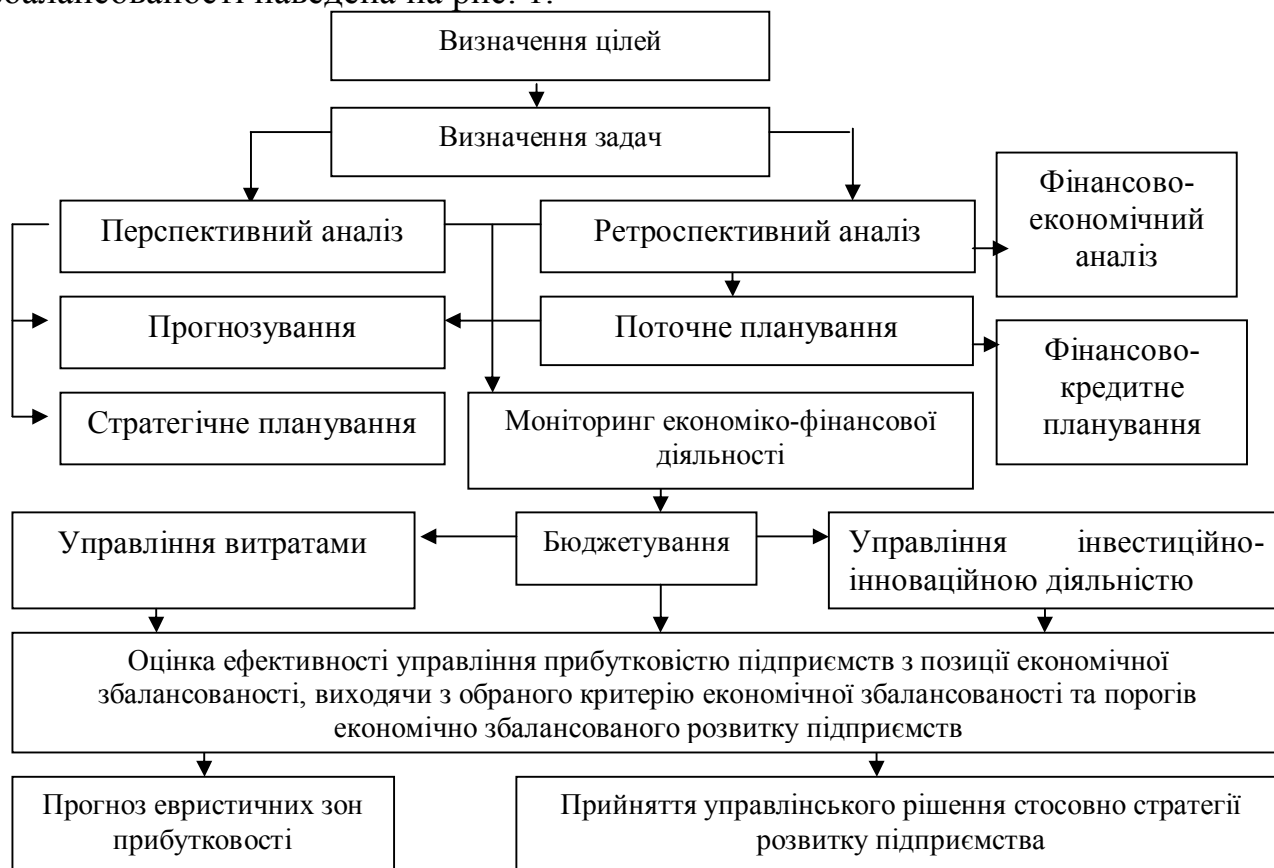 збалансованості наведена на рис. 1.
Визначення цілей
Визначення задач
Фінансово-
економічний
аналіз
Перспективний аналіз
Ретроспективний аналіз
Прогнозування
Поточне планування
Фінансово-
кредитне
планування
Стратегічне планування
Моніторинг економіко-фінансової
діяльності
Управління витратами
Бюджетування
Управління інвестиційно-
інноваційною діяльністю
Оцінка ефективності управління прибутковістю підприємств з позиції економічної
збалансованості, виходячи з обраного критерію економічної збалансованості та порогів
економічно збалансованого розвитку підприємств
Прогноз евристичних зон
прибутковості
Прийняття управлінського рішення стосовно стратегії
розвитку підприємства